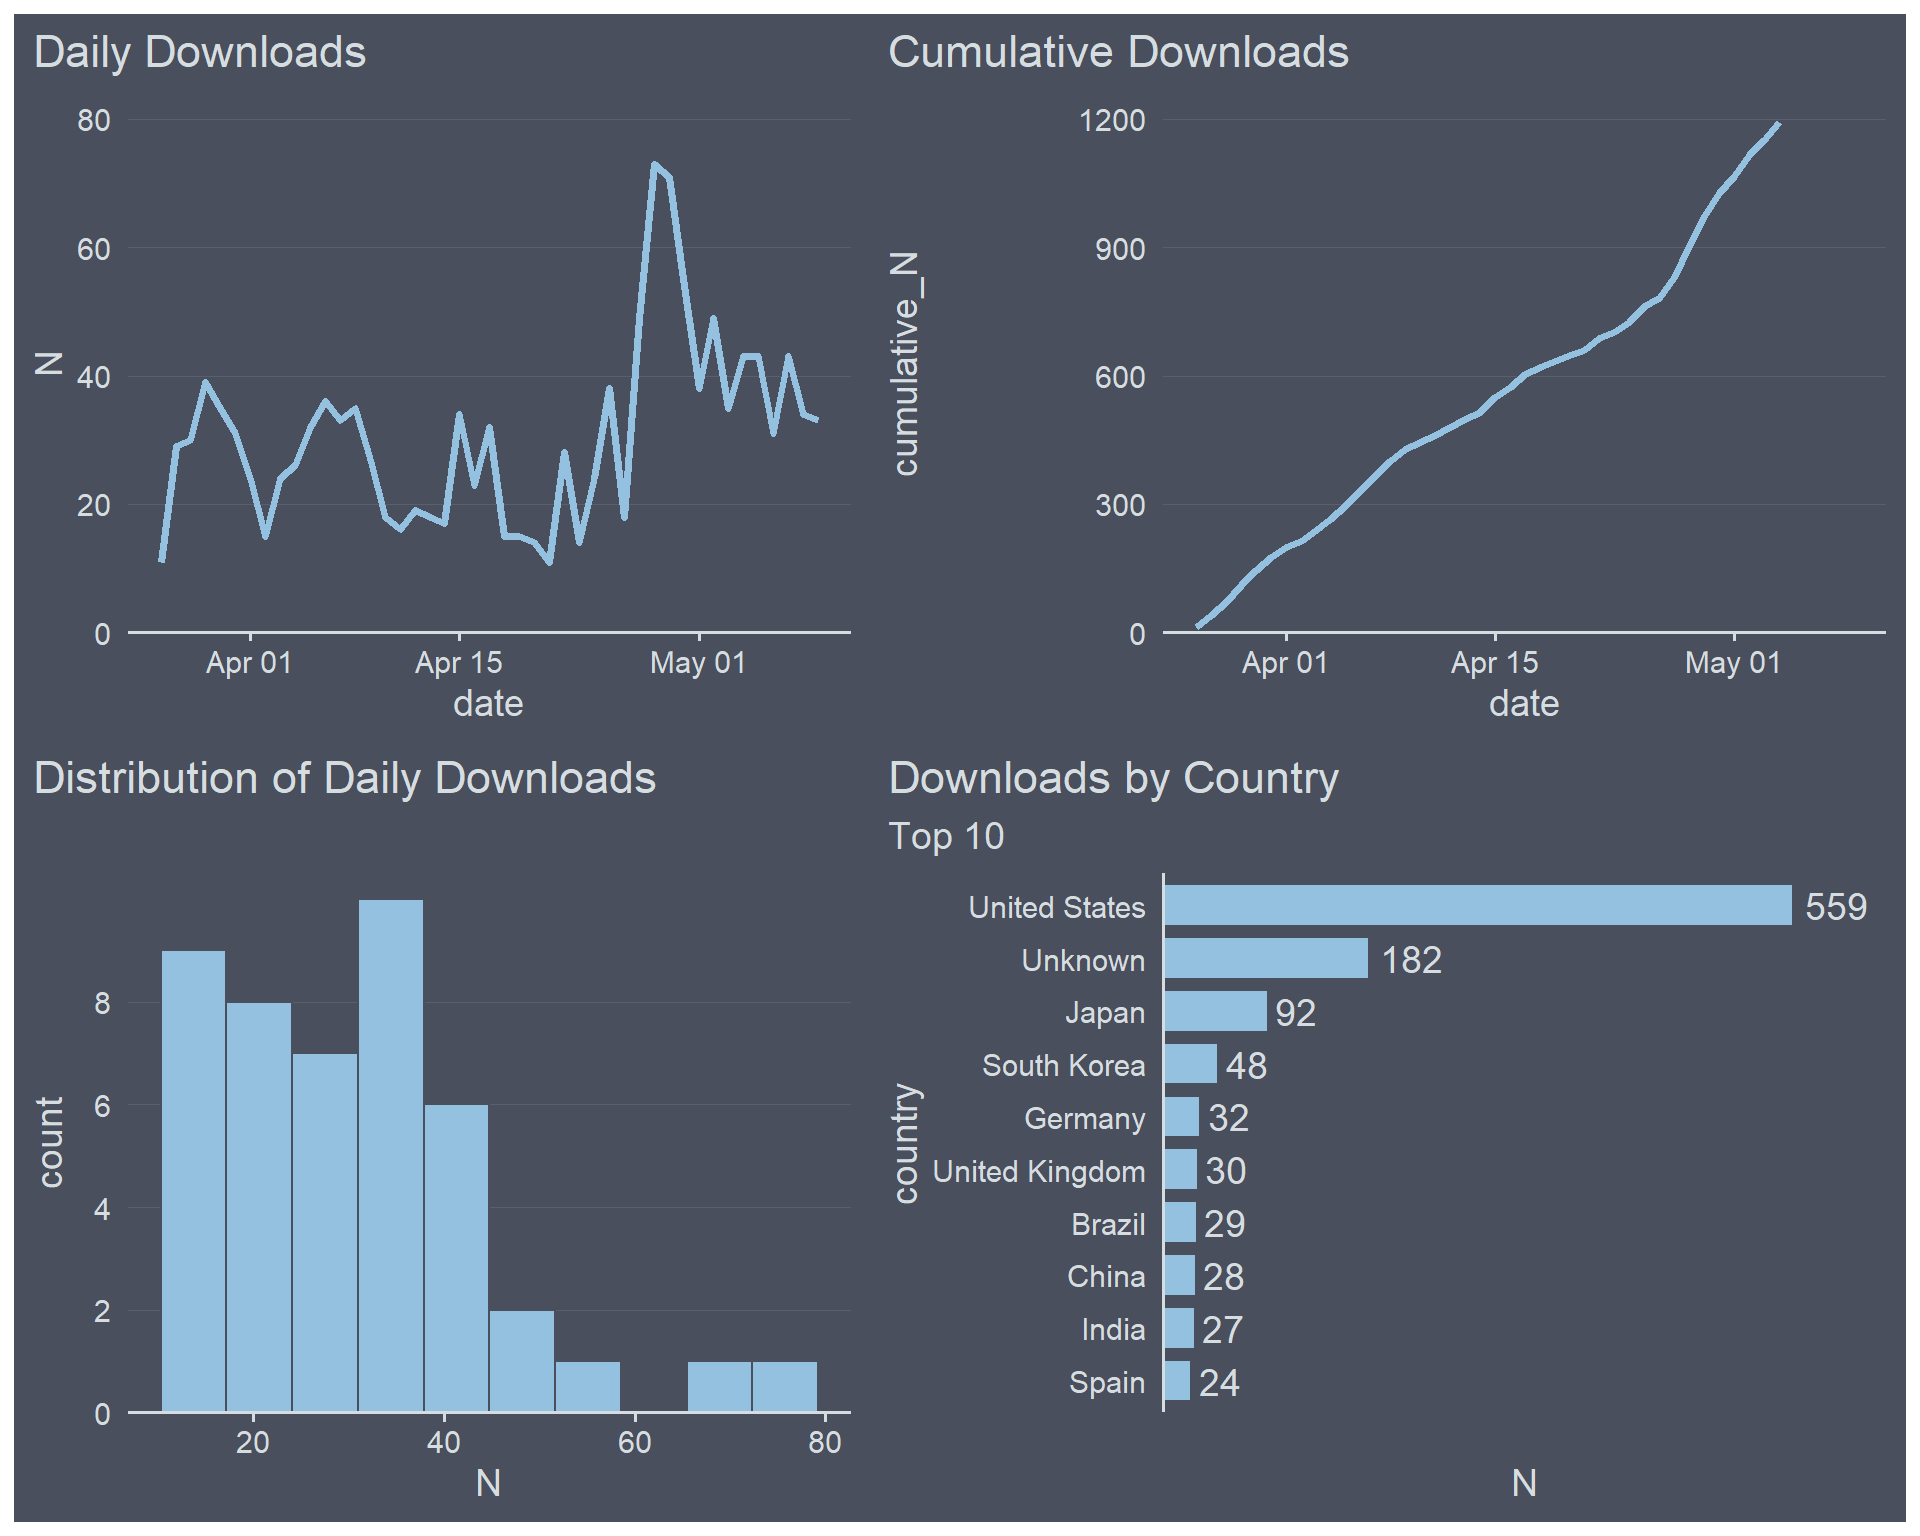 Daily Downloads
80
60
40
20
0
N
Apr 01 Apr 15 May 01
date
Cumulative Downloads
1200
900
600
300
0
cumulative_N
Apr 01 Apr 15 May 01
date
Distribution of Daily Downloads
8
6
4
2
0
count
20 40 60 80
N
Downloads by Country
Top 10
United States 559
Unknown 182
Japan 92
South Korea 48
Germany 32
United Kingdom 30
Brazil 29
China 28
India 27
Spain 24
country
N